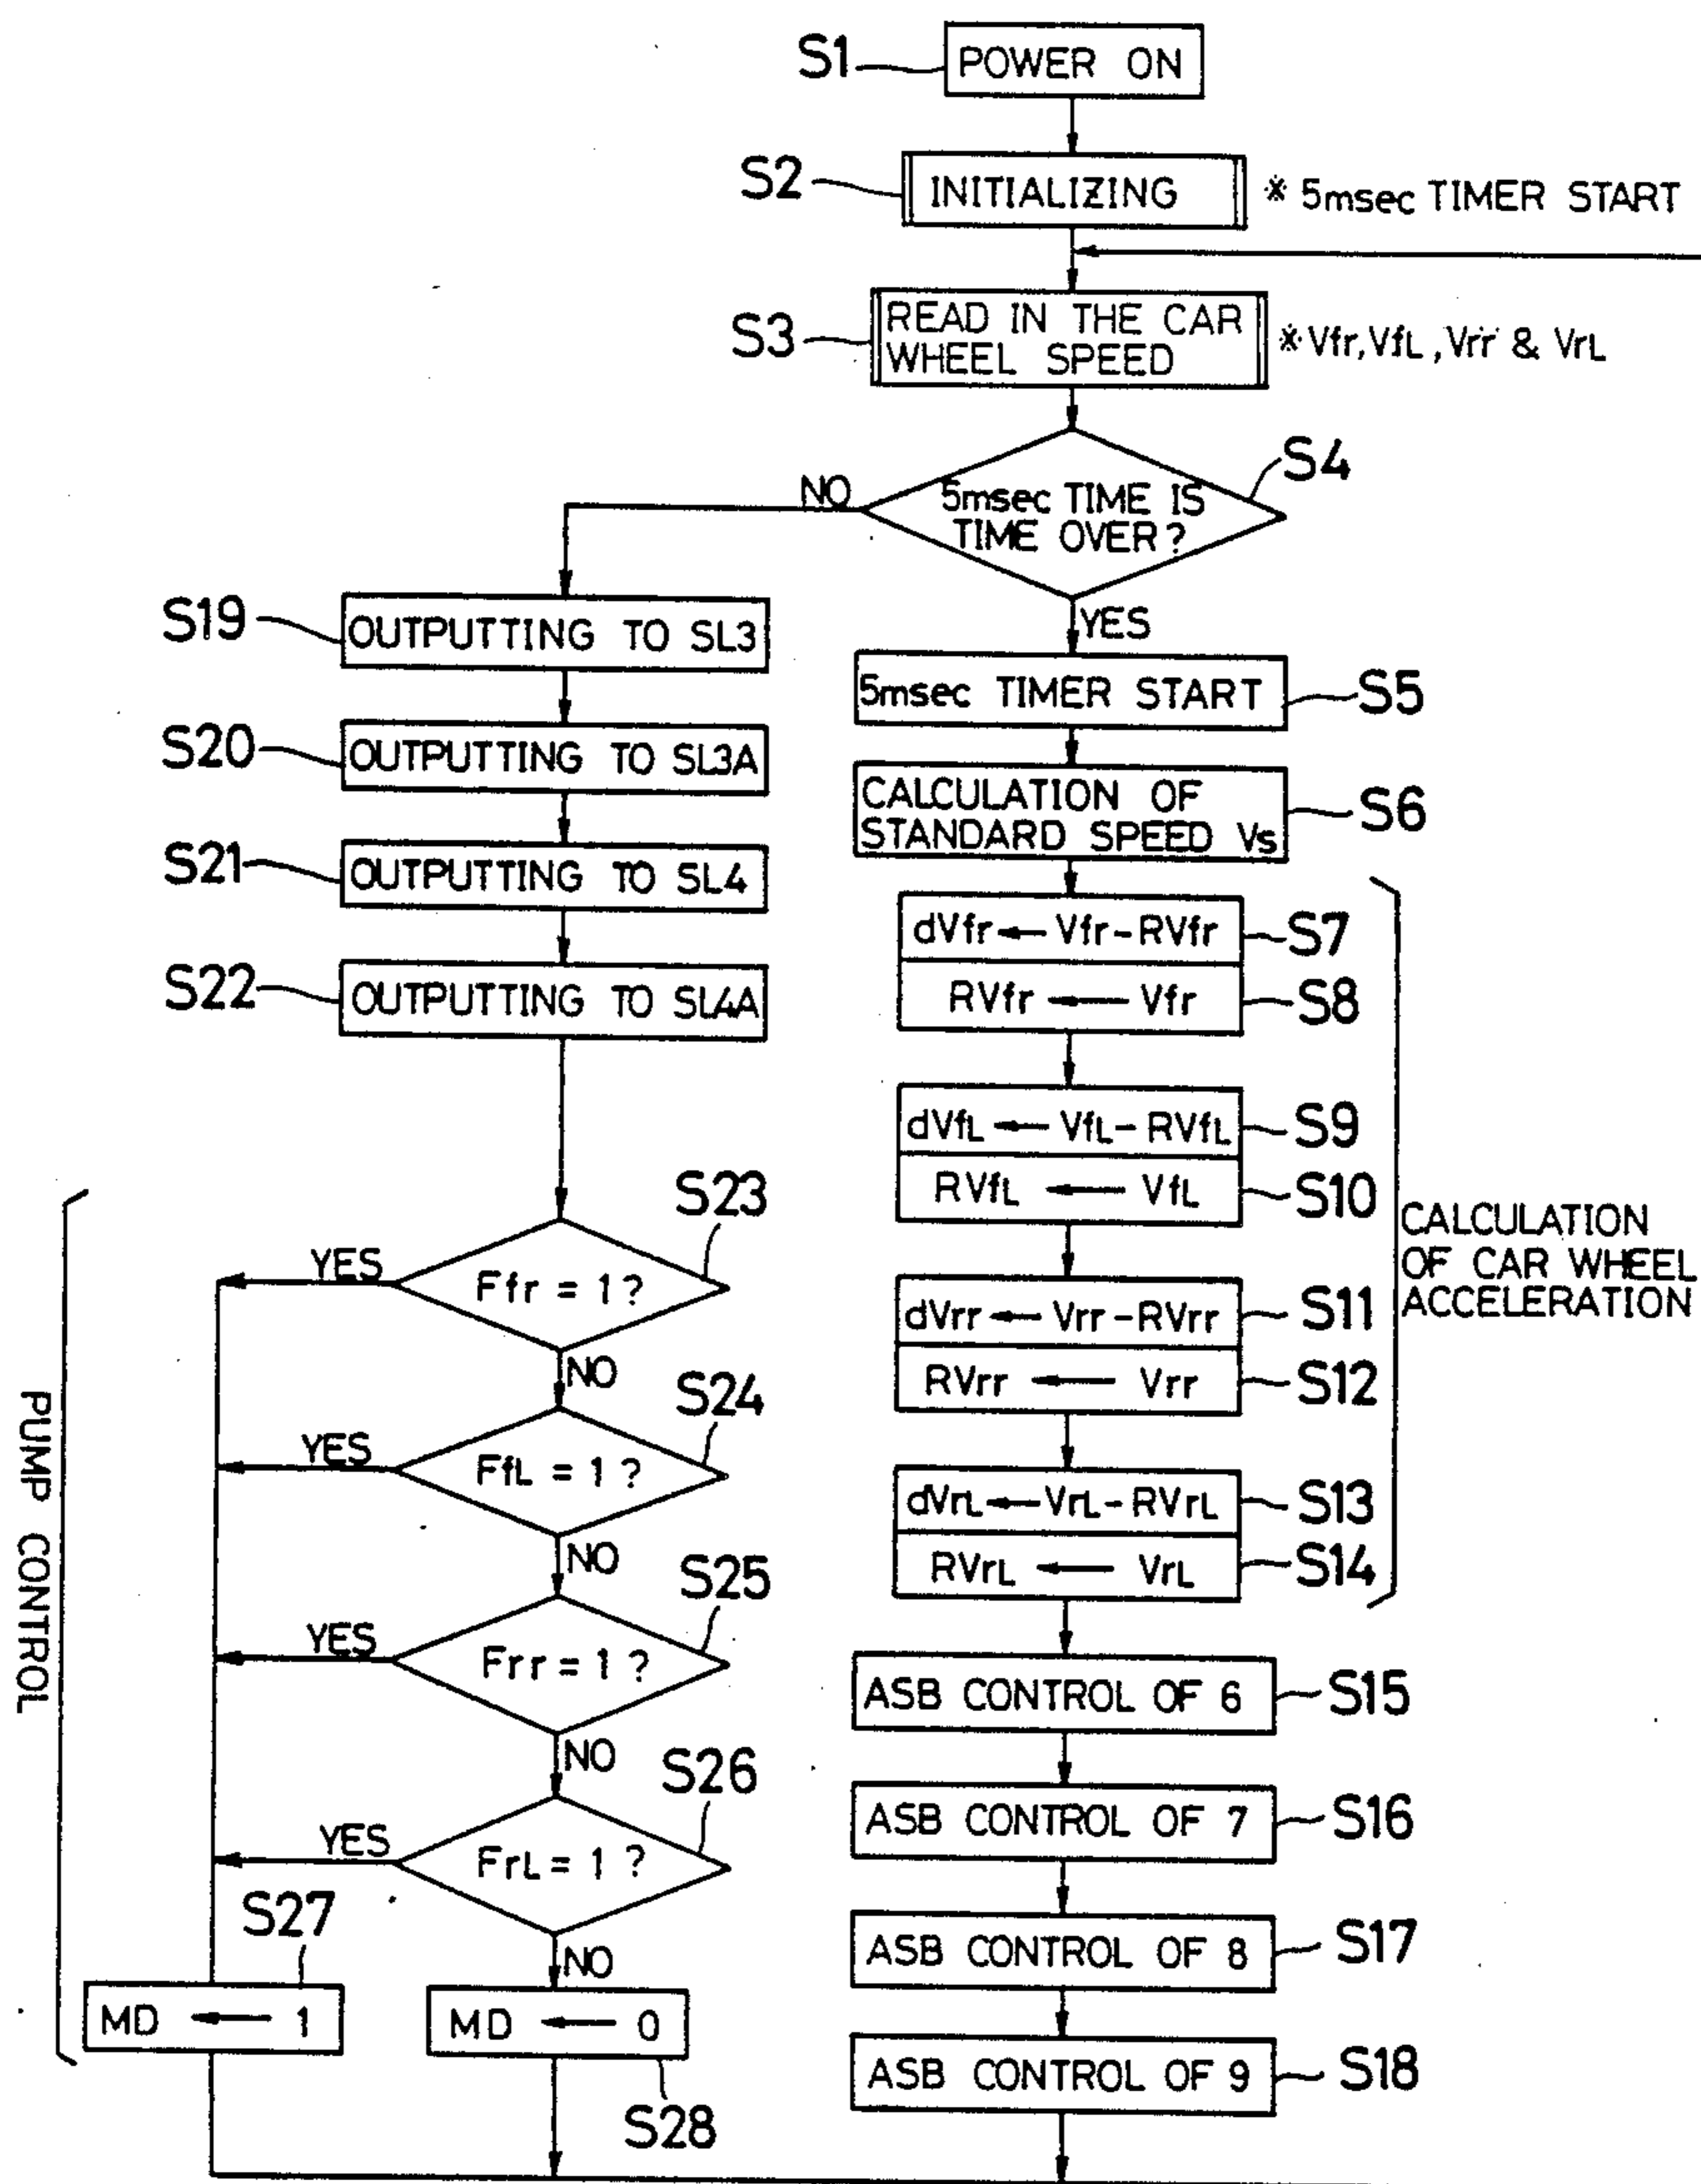 S1
POWER ON
S2
INITIALIZING
※ 5msec TIMER START
S3
READ IN THE CAR
WHEEL SPEED
※ Vfr, VfL, Vrr & VrL
S4
5msec TIME IS
TIME OVER?
NO
YES
S19
OUTPUTTING TO SL3
S20
OUTPUTTING TO SL3A
S21
OUTPUTTING TO SL4
S22
OUTPUTTING TO SL4A
5msec TIMER START
S5
CALCULATION OF
STANDARD SPEED Vs
S6
dVfr ← Vfr - RVfr
S7
RVfr ← Vfr
S8
dVfL ← VfL - RVfL
S9
RVfL ← VfL
S10
dVrr ← Vrr - RVrr
S11
RVrr ← Vrr
S12
dVrL ← VrL - RVrL
S13
RVrL ← VrL
S14
CALCULATION
OF CAR WHEEL
ACCELERATION
ASB CONTROL OF 6
S15
ASB CONTROL OF 7
S16
ASB CONTROL OF 8
S17
ASB CONTROL OF 9
S18
PUMP CONTROL
S23
Ffr = 1 ?
YES
NO
S24
FfL = 1 ?
YES
NO
S25
Frr = 1 ?
YES
NO
S26
FrL = 1 ?
YES
NO
S27
MD ← 1
MD ← 0
S28